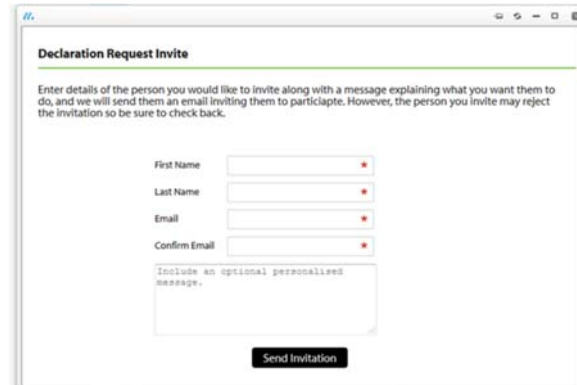 Declaration Request Invite
Enter details of the person you would like to invite along with a message explaining what you want them to
do, and we will send them an email inviting them to particiapte. However, the person you invite may reject
the invitation so be sure to check back.
First Name *
Last Name *
Email *
Confirm Email *
Include an optional personalised
message.
Send Invitation